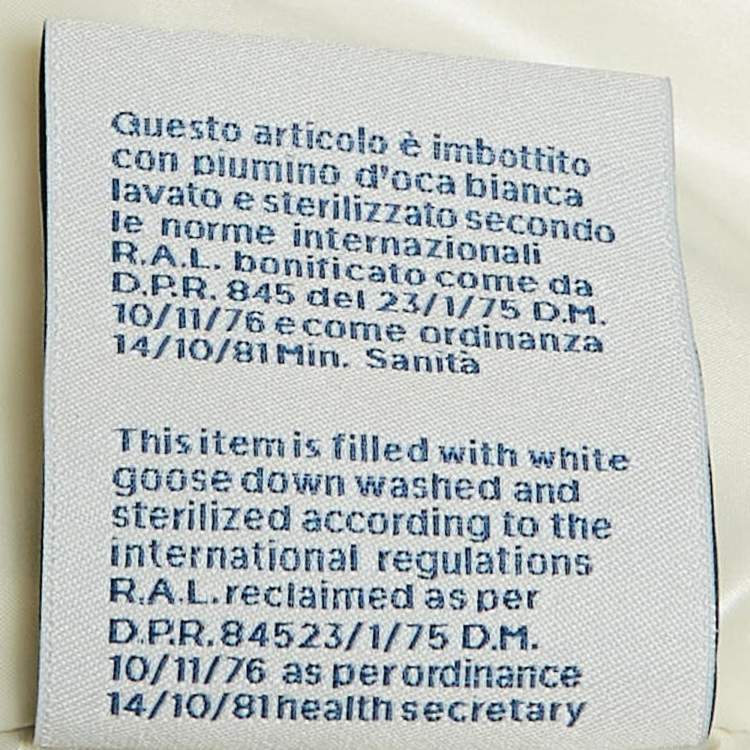 Questo articolo è imbottito
con piumino d'oca bianca
lavato e sterilizzato secondo
le norme internazionali
R.A.L. bonificato come da
D.P.R. 845 del 23/1/75 D.M.
10/11/76 e come ordinanza
14/10/81 Min. Sanità
This item is filled with white
goose down washed and
sterilized according to the
international regulations
R.A.L. reclaimed as per
D.P.R. 845 23/1/75 D.M.
10/11/76 as per ordinance
14/10/81 health secretary